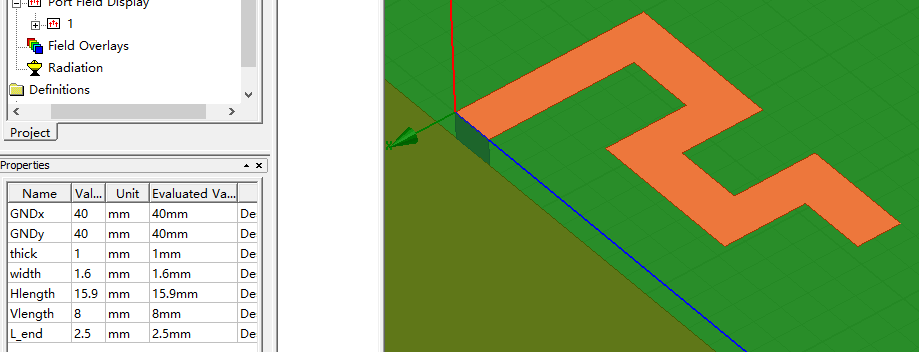 Port Field Display
1
Field Overlays
Radiation
Definitions
Project
Properties
Name Val... Unit Evaluated Va...
GNDx 40 mm 40mm De
GNDy 40 mm 40mm De
thick 1 mm 1mm De
width 1.6 mm 1.6mm De
Hlength 15.9 mm 15.9mm De
Vlength 8 mm 8mm De
L_end 2.5 mm 2.5mm De